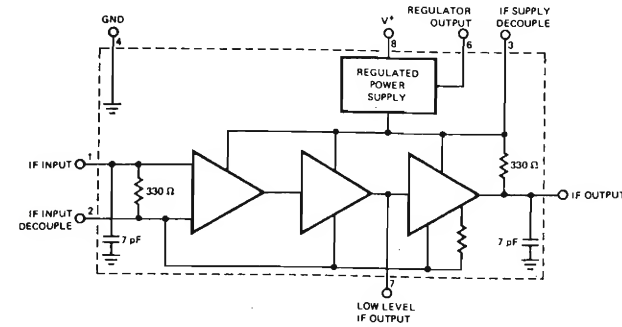 GND
4
V+
8
REGULATOR
OUTPUT
6
IF SUPPLY
DECOUPLE
3
REGULATED
POWER
SUPPLY
IF INPUT
1
330 Ω
330 Ω
IF OUTPUT
IF INPUT
DECOUPLE
2
7 pF
7 pF
7
LOW LEVEL
IF OUTPUT